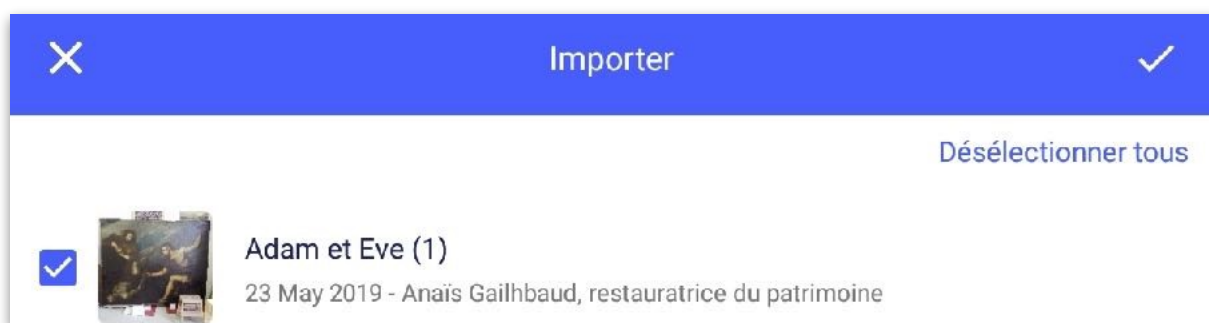 Importer
Désélectionner tous
Adam et Eve (1)
23 May 2019 - Anaïs Gailhbaud, restauratrice du patrimoine